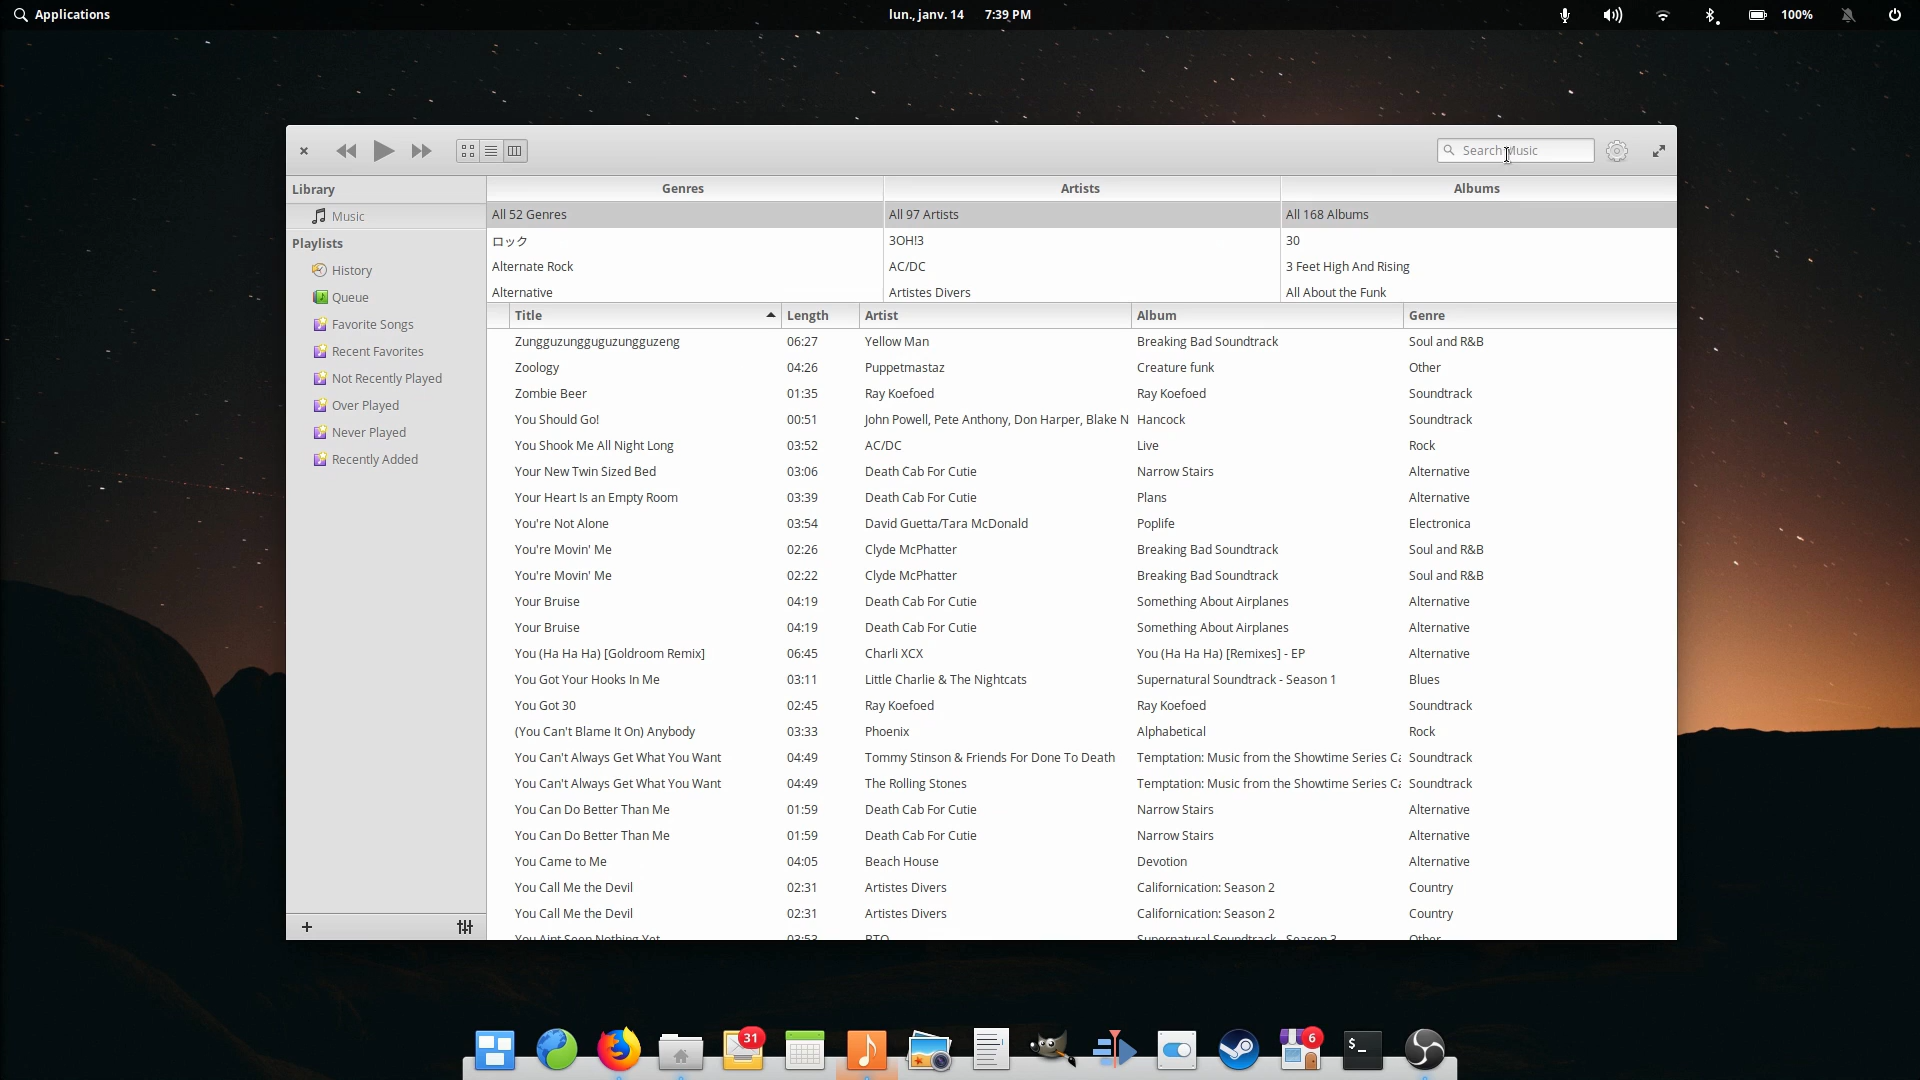 Applications lun., janv. 14 7:39 PM 100%
Search Music
Library
Music
Playlists
History
Queue
Favorite Songs
Recent Favorites
Not Recently Played
Over Played
Never Played
Recently Added
Genres Artists Albums
All 52 Genres All 97 Artists All 168 Albums
ロック 3OH!3 30
Alternate Rock AC/DC 3 Feet High And Rising
Alternative Artistes Divers All About the Funk
Title Length Artist Album Genre
Zungguzungguguzungguzeng 06:27 Yellow Man Breaking Bad Soundtrack Soul and R&B
Zoology 04:26 Puppetmastaz Creature funk Other
Zombie Beer 01:35 Ray Koefoed Ray Koefoed Soundtrack
You Should Go! 00:51 John Powell, Pete Anthony, Don Harper, Blake N Hancock Soundtrack
You Shook Me All Night Long 03:52 AC/DC Live Rock
Your New Twin Sized Bed 03:06 Death Cab For Cutie Narrow Stairs Alternative
Your Heart Is an Empty Room 03:39 Death Cab For Cutie Plans Alternative
You're Not Alone 03:54 David Guetta/Tara McDonald Poplife Electronica
You're Movin' Me 02:26 Clyde McPhatter Breaking Bad Soundtrack Soul and R&B
You're Movin' Me 02:22 Clyde McPhatter Breaking Bad Soundtrack Soul and R&B
Your Bruise 04:19 Death Cab For Cutie Something About Airplanes Alternative
Your Bruise 04:19 Death Cab For Cutie Something About Airplanes Alternative
You (Ha Ha Ha) [Goldroom Remix] 06:45 Charli XCX You (Ha Ha Ha) [Remixes] - EP Alternative
You Got Your Hooks In Me 03:11 Little Charlie & The Nightcats Supernatural Soundtrack - Season 1 Blues
You Got 30 02:45 Ray Koefoed Ray Koefoed Soundtrack
(You Can't Blame It On) Anybody 03:33 Phoenix Alphabetical Rock
You Can't Always Get What You Want 04:49 Tommy Stinson & Friends For Done To Death Temptation: Music from the Showtime Series Ca Soundtrack
You Can't Always Get What You Want 04:49 The Rolling Stones Temptation: Music from the Showtime Series Ca Soundtrack
You Can Do Better Than Me 01:59 Death Cab For Cutie Narrow Stairs Alternative
You Can Do Better Than Me 01:59 Death Cab For Cutie Narrow Stairs Alternative
You Came to Me 04:05 Beach House Devotion Alternative
You Call Me the Devil 02:31 Artistes Divers Californication: Season 2 Country
You Call Me the Devil 02:31 Artistes Divers Californication: Season 2 Country
You Aint Seen Nothing Yet 03:53 BTO Supernatural Soundtrack - Season 3 Other
31 6
$_